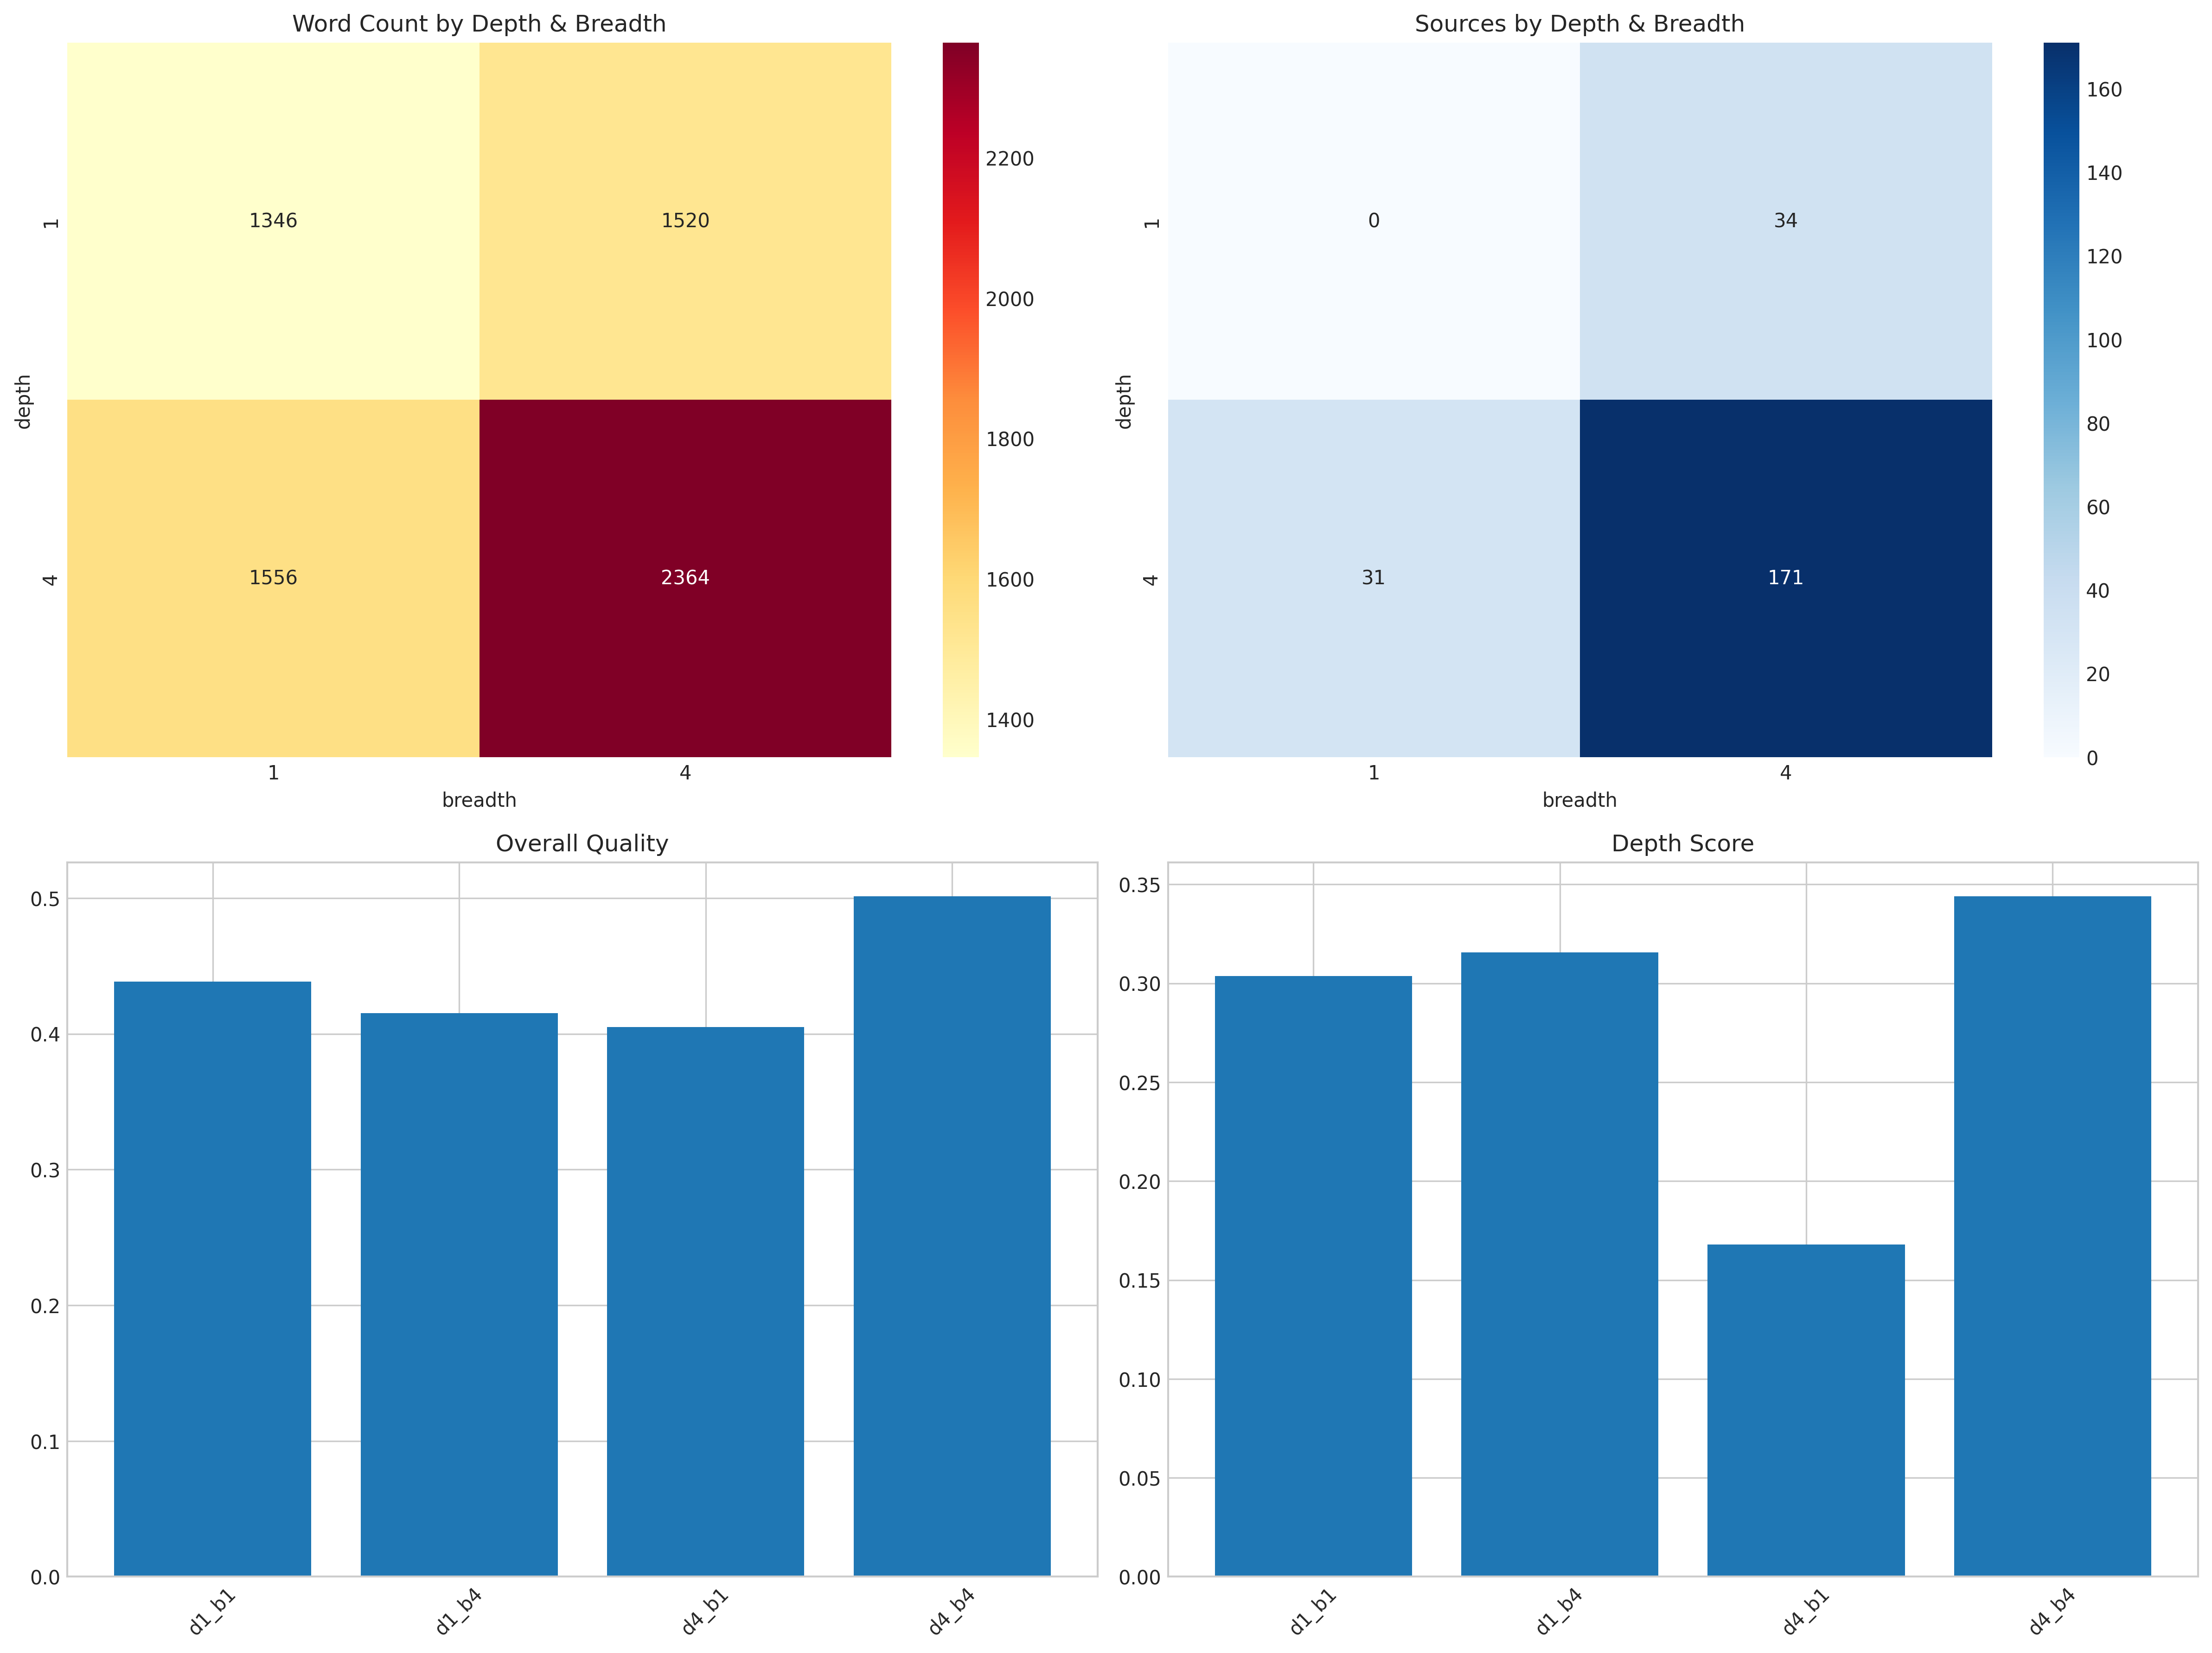 Word Count by Depth & Breadth
1346
1520
1556
2364
1
4
depth
1
4
breadth
2200
2000
1800
1600
1400
Sources by Depth & Breadth
0
34
31
171
1
4
depth
1
4
breadth
160
140
120
100
80
60
40
20
0
Overall Quality
0.5
0.4
0.3
0.2
0.1
0.0
d1_b1
d1_b4
d4_b1
d4_b4
Depth Score
0.35
0.30
0.25
0.20
0.15
0.10
0.05
0.00
d1_b1
d1_b4
d4_b1
d4_b4